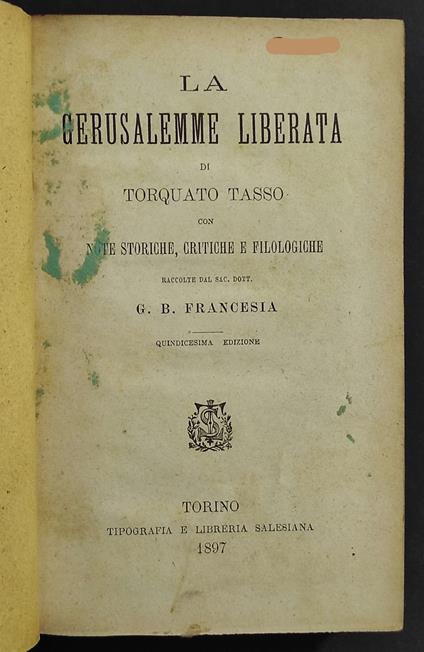 LA
GERUSALEMME LIBERATA
DI
TORQUATO TASSO
CON
NOTE STORICHE, CRITICHE E FILOLOGICHE
RACCOLTE DAL SAC. DOTT.
G. B. FRANCESIA
QUINDICESIMA EDIZIONE
TORINO
TIPOGRAFIA E LIBRERIA SALESIANA
1897